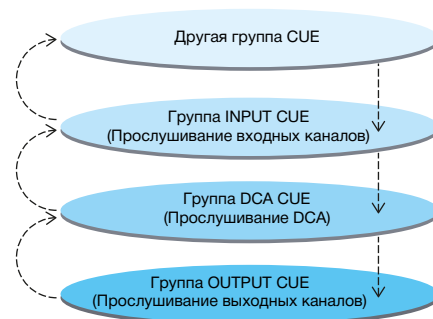 Другая группа CUE
Группа INPUT CUE
(Прослушивание входных каналов)
Группа DCA CUE
(Прослушивание DCA)
Группа OUTPUT CUE
(Прослушивание выходных каналов)